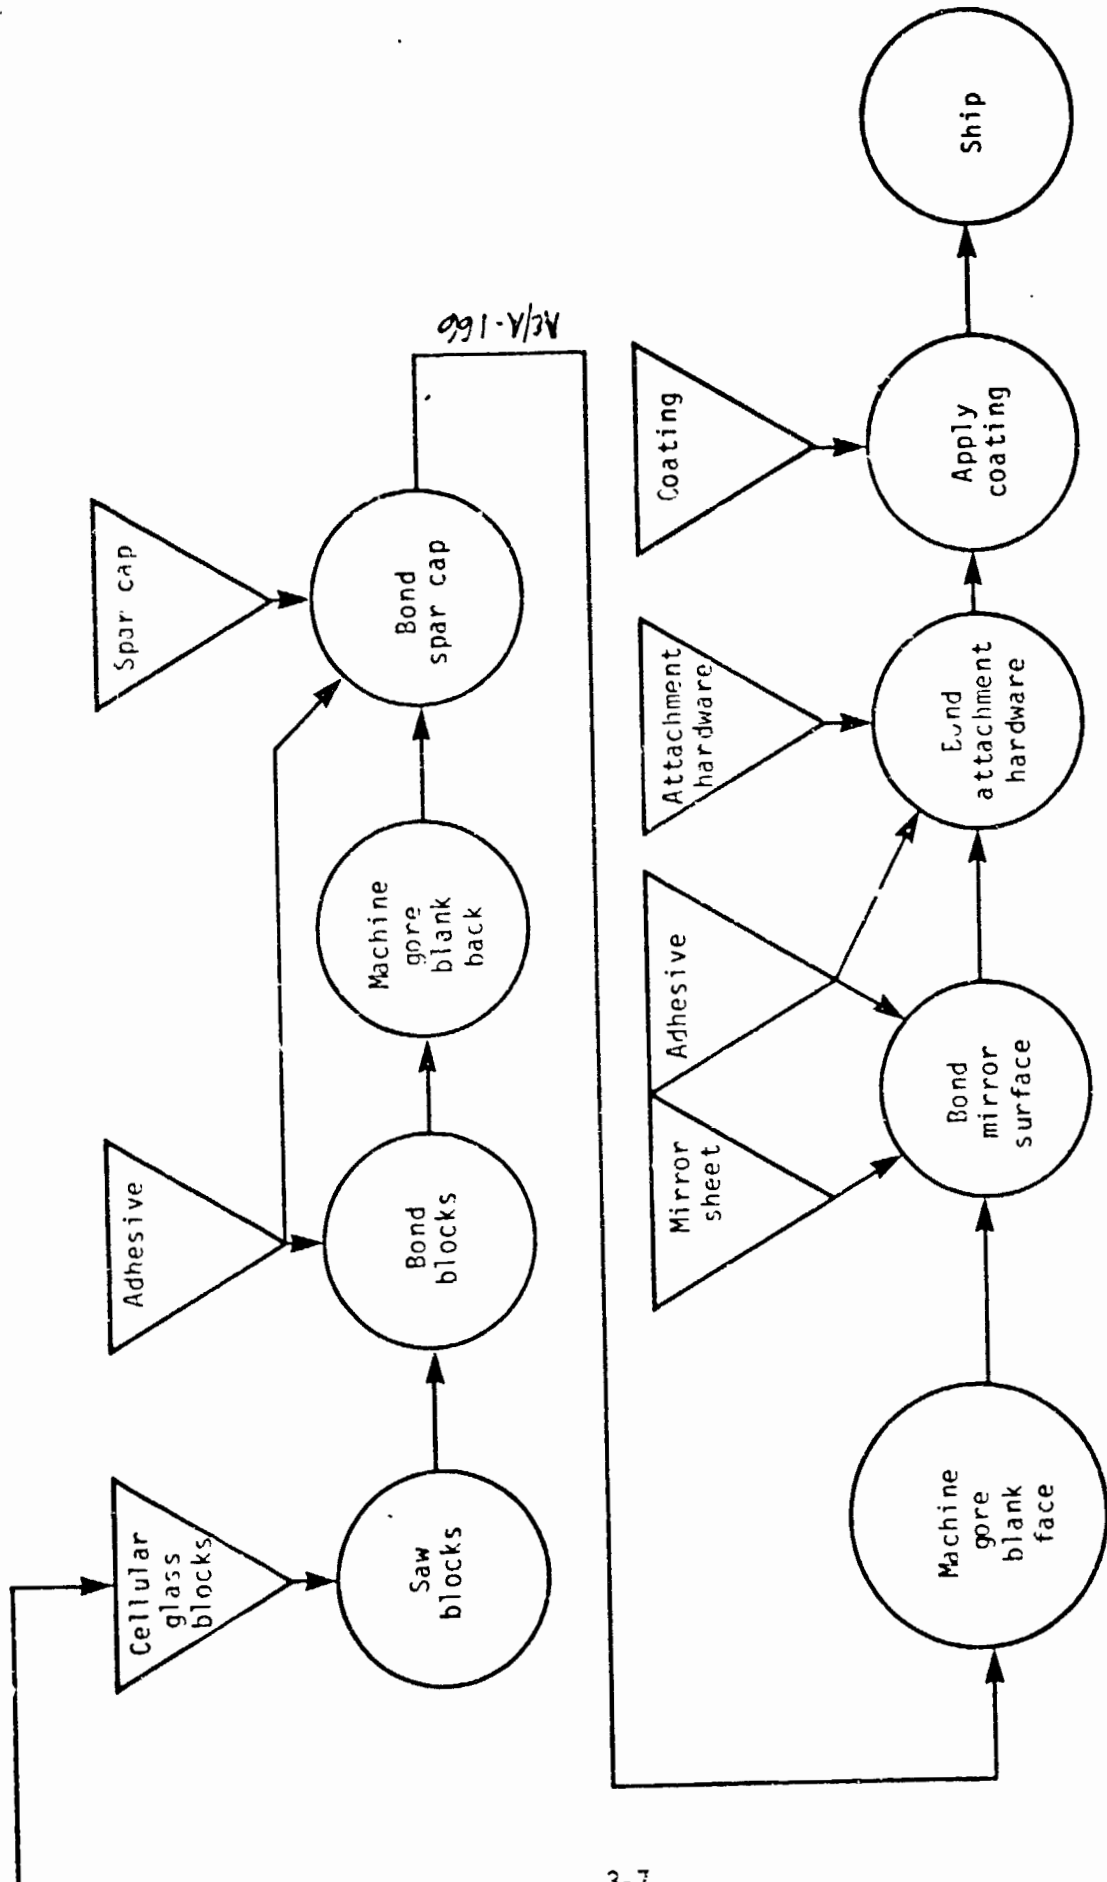 Cellular
glass
blocks
Adhesive
Spar cap
Saw
blocks
Bond
blocks
Machine
gore
blank
back
Bond
spar cap
AE/A-166
Mirror
sheet
Adhesive
Attachment
hardware
Coating
Machine
gore
blank
face
Bond
mirror
surface
Bond
attachment
hardware
Apply
coating
Ship
3-7